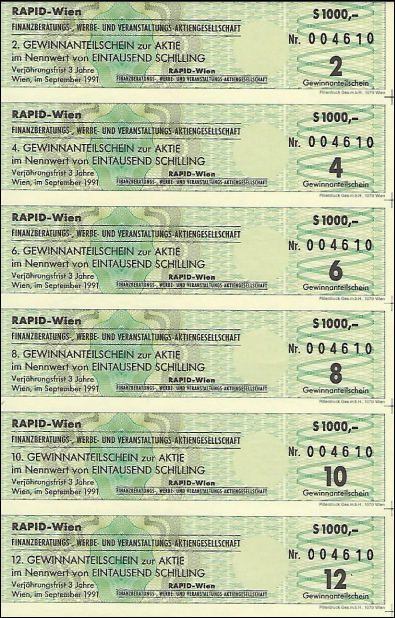 RAPID-Wien
FINANZBERATUNGS-, WERBE- UND VERANSTALTUNGS-AKTIENGESELLSCHAFT
2. GEWINNANTEILSCHEIN zur AKTIE
im Nennwert von EINTAUSEND SCHILLING
Verjährungsfrist 3 Jahre
Wien, im September 1991
RAPID-Wien
FINANZBERATUNGS-, WERBE- UND VERANSTALTUNGS-AKTIENGESELLSCHAFT
S 1000,–
Nr. 004610
2
Gewinnanteilschein
Pillerdruck Ges.m.b.H., 1070 Wien
RAPID-Wien
FINANZBERATUNGS-, WERBE- UND VERANSTALTUNGS-AKTIENGESELLSCHAFT
4. GEWINNANTEILSCHEIN zur AKTIE
im Nennwert von EINTAUSEND SCHILLING
Verjährungsfrist 3 Jahre
Wien, im September 1991
RAPID-Wien
FINANZBERATUNGS-, WERBE- UND VERANSTALTUNGS-AKTIENGESELLSCHAFT
S 1000,–
Nr. 004610
4
Gewinnanteilschein
Pillerdruck Ges.m.b.H., 1070 Wien
RAPID-Wien
FINANZBERATUNGS-, WERBE- UND VERANSTALTUNGS-AKTIENGESELLSCHAFT
6. GEWINNANTEILSCHEIN zur AKTIE
im Nennwert von EINTAUSEND SCHILLING
Verjährungsfrist 3 Jahre
Wien, im September 1991
RAPID-Wien
FINANZBERATUNGS-, WERBE- UND VERANSTALTUNGS-AKTIENGESELLSCHAFT
S 1000,–
Nr. 004610
6
Gewinnanteilschein
Pillerdruck Ges.m.b.H., 1070 Wien
RAPID-Wien
FINANZBERATUNGS-, WERBE- UND VERANSTALTUNGS-AKTIENGESELLSCHAFT
8. GEWINNANTEILSCHEIN zur AKTIE
im Nennwert von EINTAUSEND SCHILLING
Verjährungsfrist 3 Jahre
Wien, im September 1991
RAPID-Wien
FINANZBERATUNGS-, WERBE- UND VERANSTALTUNGS-AKTIENGESELLSCHAFT
S 1000,–
Nr. 004610
8
Gewinnanteilschein
Pillerdruck Ges.m.b.H., 1070 Wien
RAPID-Wien
FINANZBERATUNGS-, WERBE- UND VERANSTALTUNGS-AKTIENGESELLSCHAFT
10. GEWINNANTEILSCHEIN zur AKTIE
im Nennwert von EINTAUSEND SCHILLING
Verjährungsfrist 3 Jahre
Wien, im September 1991
RAPID-Wien
FINANZBERATUNGS-, WERBE- UND VERANSTALTUNGS-AKTIENGESELLSCHAFT
S 1000,–
Nr. 004610
10
Gewinnanteilschein
Pillerdruck Ges.m.b.H., 1070 Wien
RAPID-Wien
FINANZBERATUNGS-, WERBE- UND VERANSTALTUNGS-AKTIENGESELLSCHAFT
12. GEWINNANTEILSCHEIN zur AKTIE
im Nennwert von EINTAUSEND SCHILLING
Verjährungsfrist 3 Jahre
Wien, im September 1991
RAPID-Wien
FINANZBERATUNGS-, WERBE- UND VERANSTALTUNGS-AKTIENGESELLSCHAFT
S 1000,–
Nr. 004610
12
Gewinnanteilschein
Pillerdruck Ges.m.b.H., 1070 Wien